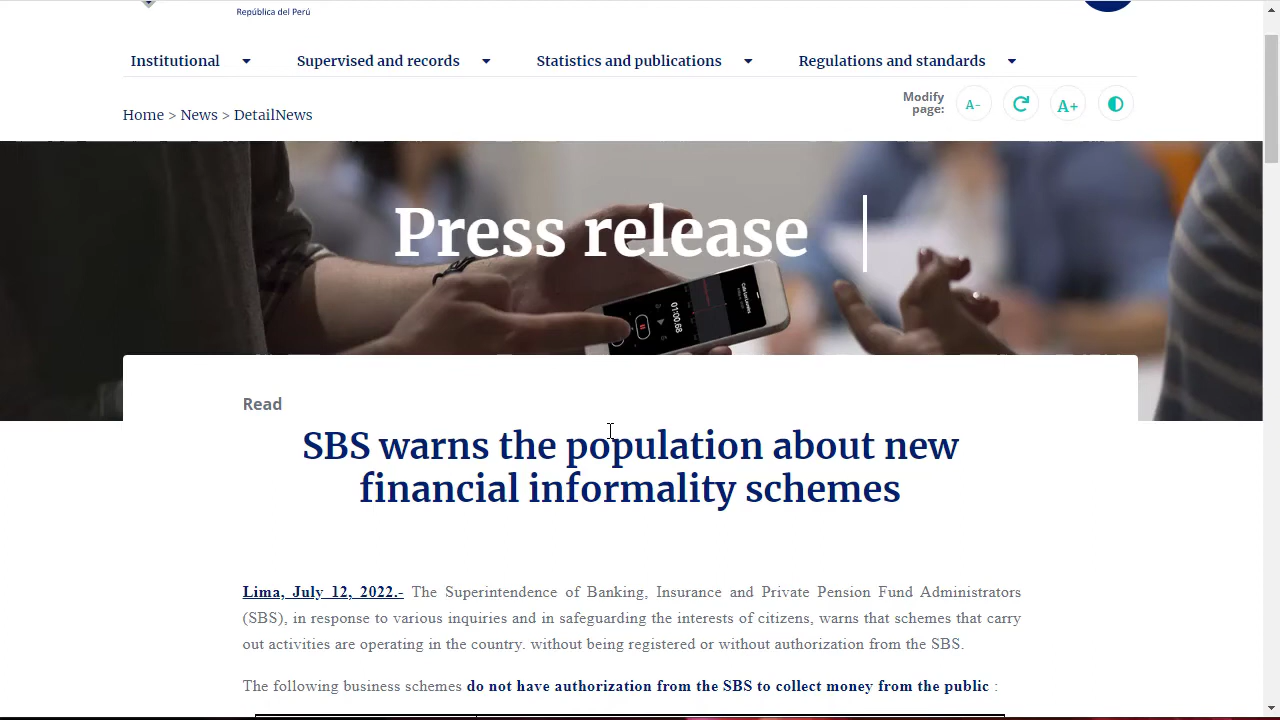 República del Perú
Institutional
Supervised and records
Statistics and publications
Regulations and standards
Home > News > DetailNews
Modify
page:
A-
A+
Press release
01:00.68
Read
SBS warns the population about new
financial informality schemes
Lima, July 12, 2022.- The Superintendence of Banking, Insurance and Private Pension Fund Administrators
(SBS), in response to various inquiries and in safeguarding the interests of citizens, warns that schemes that carry
out activities are operating in the country. without being registered or without authorization from the SBS.
The following business schemes do not have authorization from the SBS to collect money from the public :